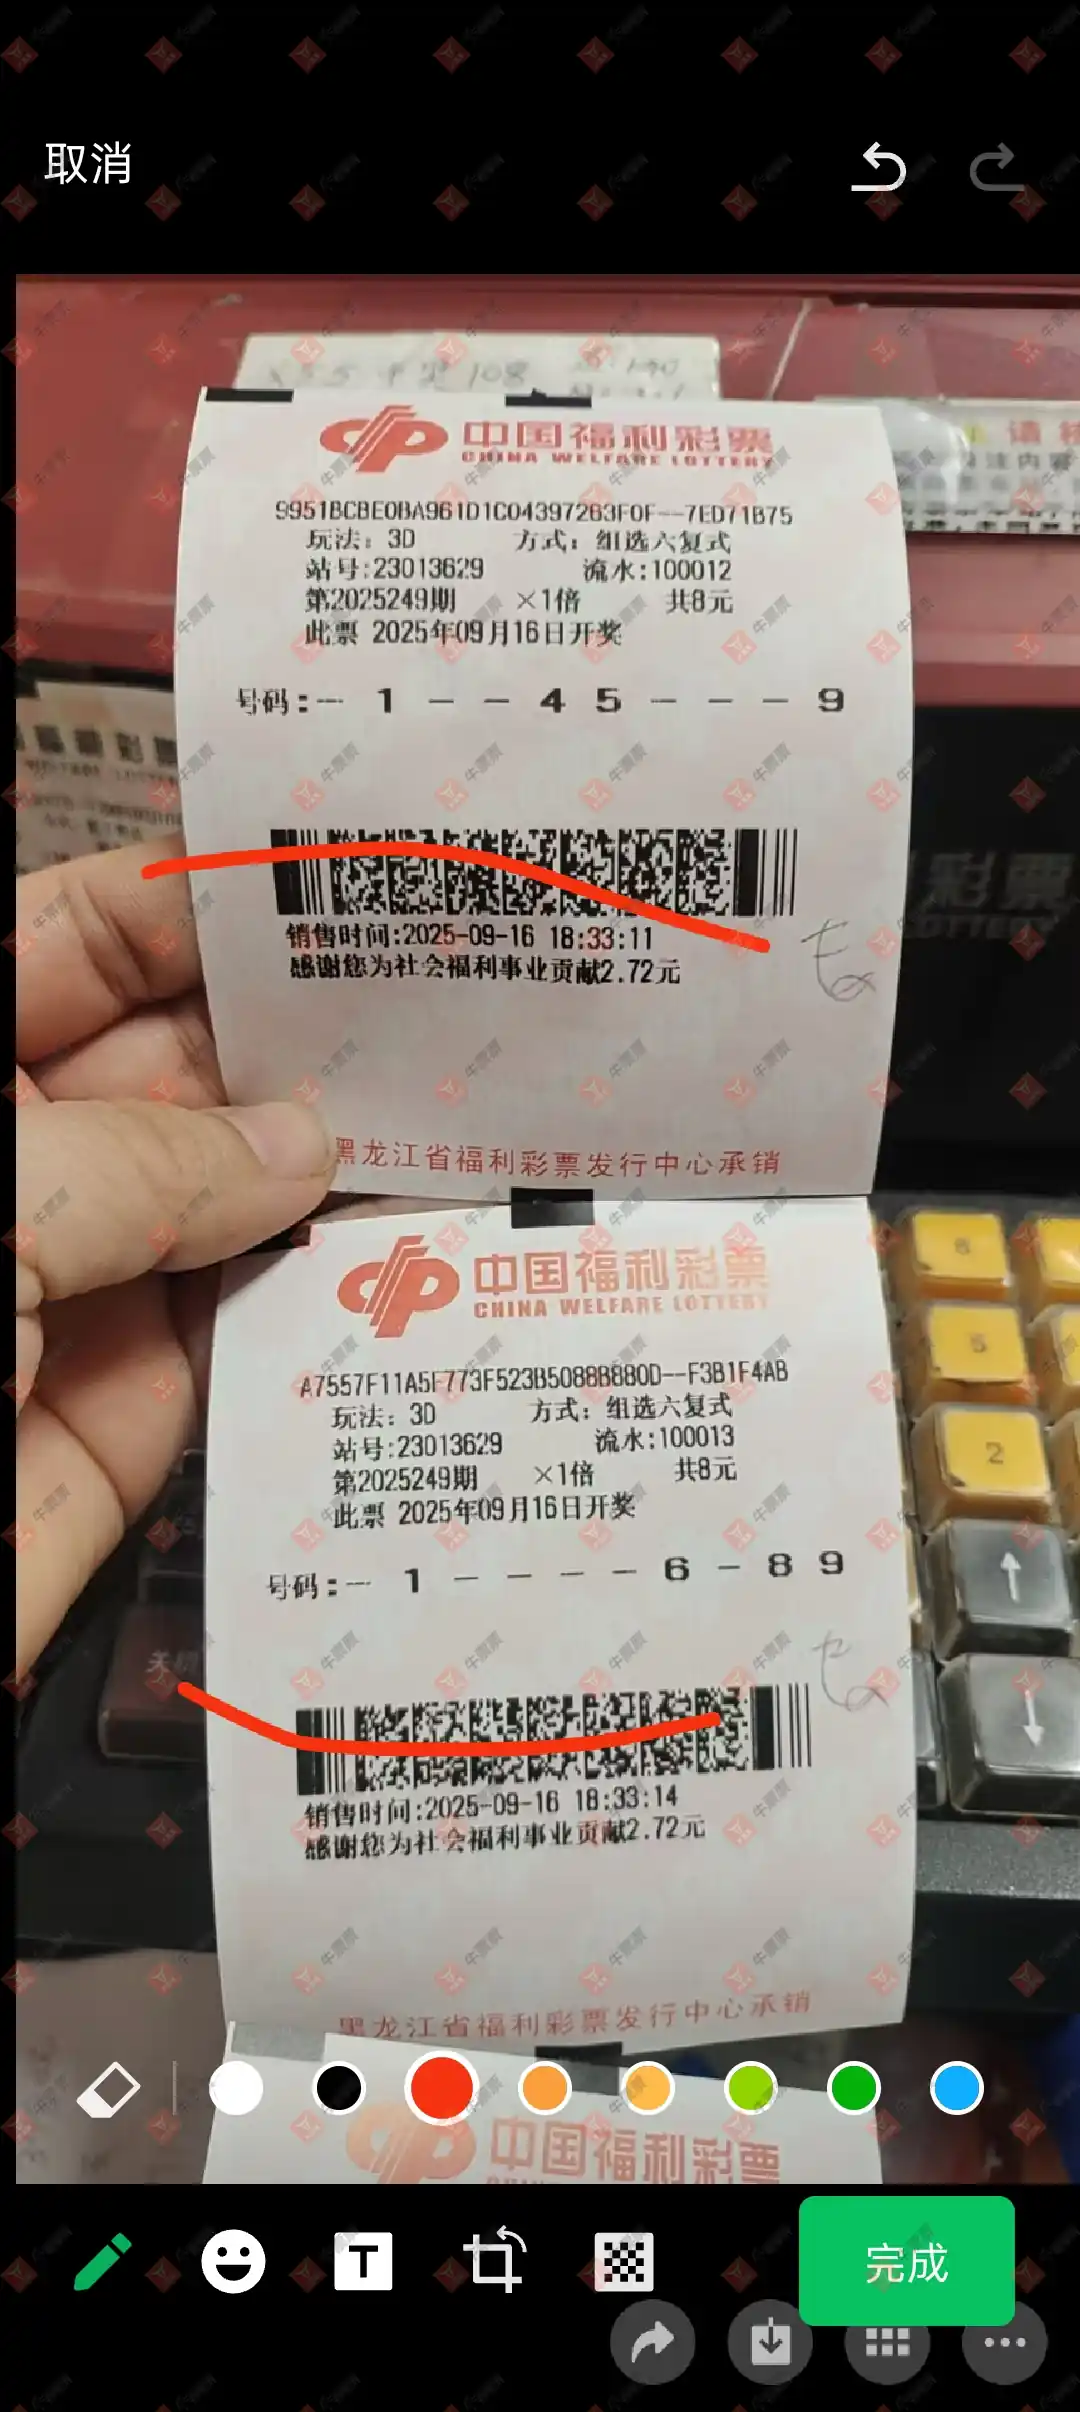 取消
中国福利彩票
CHINA WELFARE LOTTERY
9951BCBE0BA961D1C04397263F0F--7ED71B75
玩法：3D 方式：组选六复式
站号:23013629 流水:100012
第2025249期 ×1倍 共8元
此票 2025年09月16日开奖
号码:-- 1 - - 4 5 - - - 9
销售时间:2025-09-16 18:33:11
感谢您为社会福利事业贡献2.72元
黑龙江省福利彩票发行中心承销
中国福利彩票
CHINA WELFARE LOTTERY
A7557F11A5F773F523B5088B880D--F3B1F4AB
玩法：3D 方式：组选六复式
站号:23013629 流水:100013
第2025249期 ×1倍 共8元
此票 2025年09月16日开奖
号码:-- 1 - - - - 6 - 8 9
销售时间:2025-09-16 18:33:14
感谢您为社会福利事业贡献2.72元
黑龙江省福利彩票发行中心承销
中国福利彩票
彩票
5
2
T
完成
牛票票